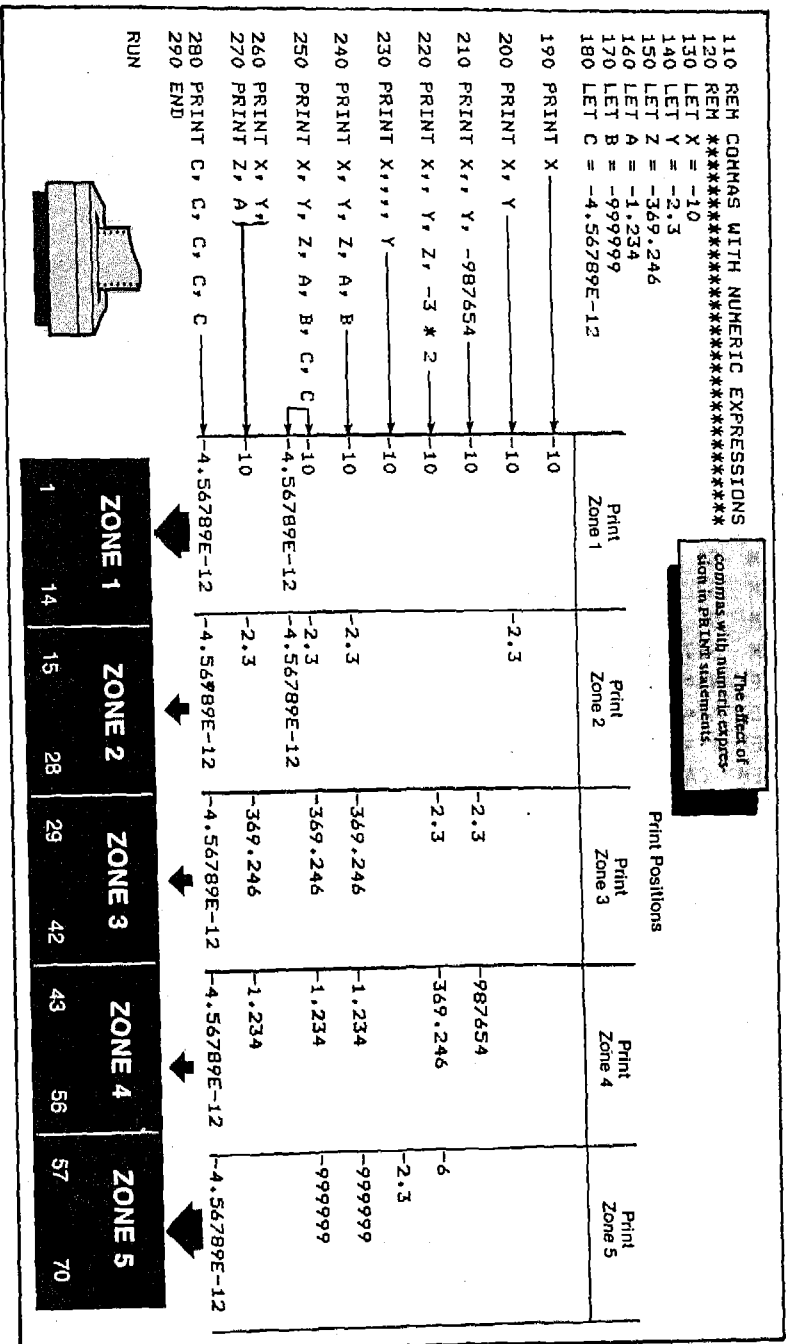 110 REM COMMAS WITH NUMERIC EXPRESSIONS
120 REM ******************************
130 LET X = -10
140 LET Y = -2.3
150 LET Z = -369.246
160 LET A = -1.234
170 LET B = -999999
180 LET C = -4.56789E-12
The effect of
commas with numeric expres-
sion in PRINT statements.
Print Positions
Print Zone 1 Print Zone 2 Print Zone 3 Print Zone 4 Print Zone 5
190 PRINT X -10
200 PRINT X, Y -10 -2.3
210 PRINT X,, Y, -987654 -10 -2.3 -987654
220 PRINT X,, Y, Z, -3 * 2 -10 -2.3 -369.246 -6
230 PRINT X,,,, Y -10 -2.3
240 PRINT X, Y, Z, A, B -10 -2.3 -369.246 -1.234 -999999
250 PRINT X, Y, Z, A, B, C, C -10 -2.3 -369.246 -1.234 -999999
-4.56789E-12 -4.56789E-12
260 PRINT X, Y,
270 PRINT Z, A -10 -2.3 -369.246 -1.234
280 PRINT C, C, C, C, C -4.56789E-12 -4.56789E-12 -4.56789E-12 -4.56789E-12 -4.56789E-12
290 END
RUN
ZONE 1 ZONE 2 ZONE 3 ZONE 4 ZONE 5
1 14 15 28 29 42 43 56 57 70